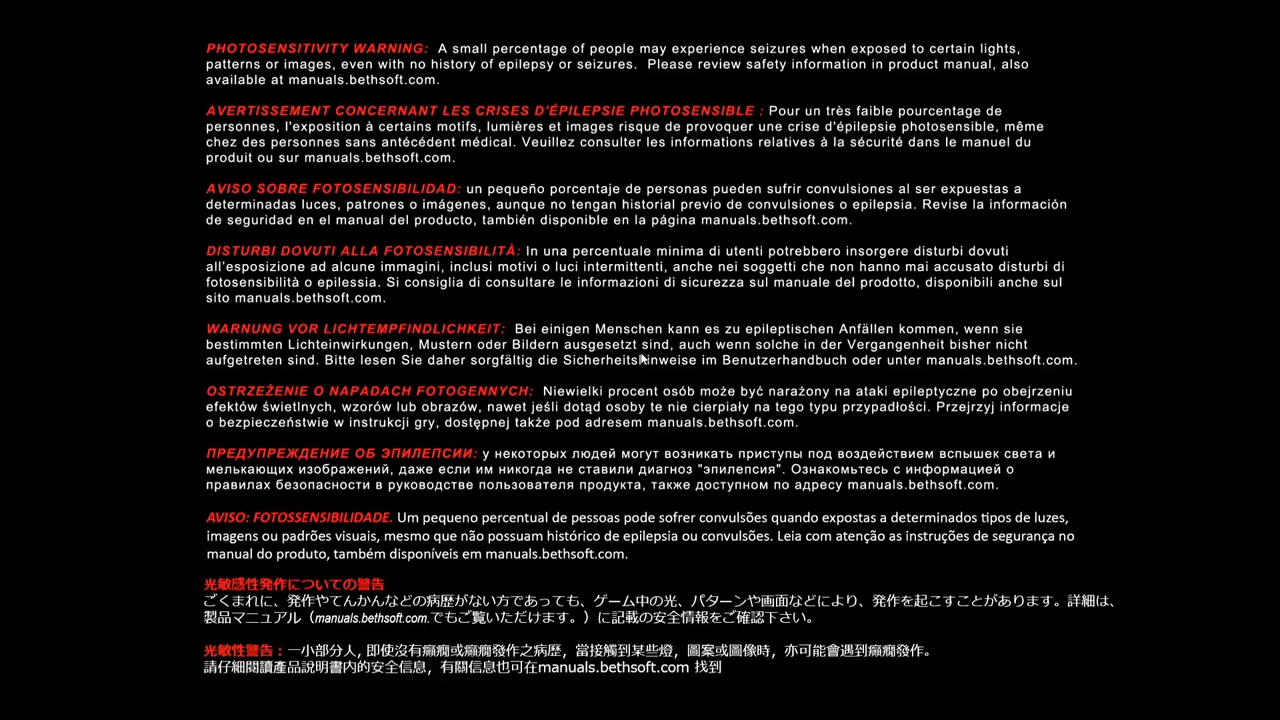 PHOTOSENSITIVITY WARNING: A small percentage of people may experience seizures when exposed to certain lights,
patterns or images, even with no history of epilepsy or seizures. Please review safety information in product manual, also
available at manuals.bethsoft.com.
AVERTISSEMENT CONCERNANT LES CRISES D'ÉPILEPSIE PHOTOSENSIBLE : Pour un très faible pourcentage de
personnes, l'exposition à certains motifs, lumières et images risque de provoquer une crise d'épilepsie photosensible, même
chez des personnes sans antécédent médical. Veuillez consulter les informations relatives à la sécurité dans le manuel du
produit ou sur manuals.bethsoft.com.
AVISO SOBRE FOTOSENSIBILIDAD: un pequeño porcentaje de personas pueden sufrir convulsiones al ser expuestas a
determinadas luces, patrones o imágenes, aunque no tengan historial previo de convulsiones o epilepsia. Revise la información
de seguridad en el manual del producto, también disponible en la página manuals.bethsoft.com.
DISTURBI DOVUTI ALLA FOTOSENSIBILITÀ: In una percentuale minima di utenti potrebbero insorgere disturbi dovuti
all'esposizione ad alcune immagini, inclusi motivi o luci intermittenti, anche nei soggetti che non hanno mai accusato disturbi di
fotosensibilità o epilessia. Si consiglia di consultare le informazioni di sicurezza sul manuale del prodotto, disponibili anche sul
sito manuals.bethsoft.com.
WARNUNG VOR LICHTEMPFINDLICHKEIT: Bei einigen Menschen kann es zu epileptischen Anfällen kommen, wenn sie
bestimmten Lichteinwirkungen, Mustern oder Bildern ausgesetzt sind, auch wenn solche in der Vergangenheit bisher nicht
aufgetreten sind. Bitte lesen Sie daher sorgfältig die Sicherheitshinweise im Benutzerhandbuch oder unter manuals.bethsoft.com.
OSTRZEŻENIE O NAPADACH FOTOGENNYCH: Niewielki procent osób może być narażony na ataki epileptyczne po obejrzeniu
efektów świetlnych, wzorów lub obrazów, nawet jeśli dotąd osoby te nie cierpiały na tego typu przypadłości. Przejrzyj informacje
o bezpieczeństwie w instrukcji gry, dostępnej także pod adresem manuals.bethsoft.com.
ПРЕДУПРЕЖДЕНИЕ ОБ ЭПИЛЕПСИИ: у некоторых людей могут возникать приступы под воздействием вспышек света и
мелькающих изображений, даже если им никогда не ставили диагноз "эпилепсия". Ознакомьтесь с информацией о
правилах безопасности в руководстве пользователя продукта, также доступном по адресу manuals.bethsoft.com.
AVISO: FOTOSSENSIBILIDADE. Um pequeno percentual de pessoas pode sofrer convulsões quando expostas a determinados tipos de luzes,
imagens ou padrões visuais, mesmo que não possuam histórico de epilepsia ou convulsões. Leia com atenção as instruções de segurança no
manual do produto, também disponíveis em manuals.bethsoft.com.
光敏感性発作についての警告
ごくまれに、発作やてんかんなどの病歴がない方であっても、ゲーム中の光、パターンや画面などにより、発作を起こすことがあります。詳細は、
製品マニュアル（manuals.bethsoft.com.でもご覧いただけます。）に記載の安全情報をご確認下さい。
光敏性警告：一小部分人，即使沒有癲癇或癲癇發作之病歷，當接觸到某些燈，圖案或圖像時，亦可能會遇到癲癇發作。
請仔細閱讀產品說明書內的安全信息，有關信息也可在manuals.bethsoft.com 找到